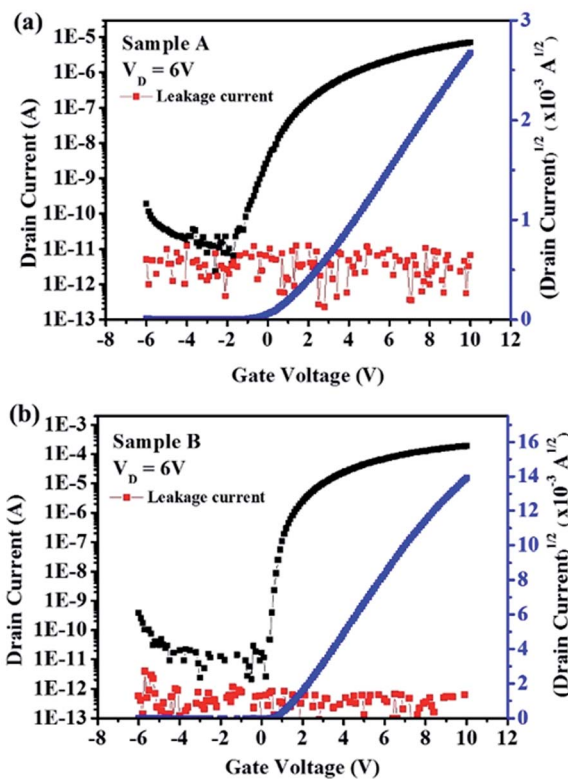 (a)
Sample A
V_D = 6V
Leakage current
1E-5
1E-6
1E-7
1E-8
1E-9
1E-10
1E-11
1E-12
1E-13
Drain Current (A)
3
2
1
0
(Drain Current)^1/2 (x10^-3 A^1/2)
-8 -6 -4 -2 0 2 4 6 8 10 12
Gate Voltage (V)
(b)
Sample B
V_D = 6V
Leakage current
1E-3
1E-4
1E-5
1E-6
1E-7
1E-8
1E-9
1E-10
1E-11
1E-12
1E-13
Drain Current (A)
16
14
12
10
8
6
4
2
0
(Drain Current)^1/2 (x10^-3 A^1/2)
-8 -6 -4 -2 0 2 4 6 8 10 12
Gate Voltage (V)